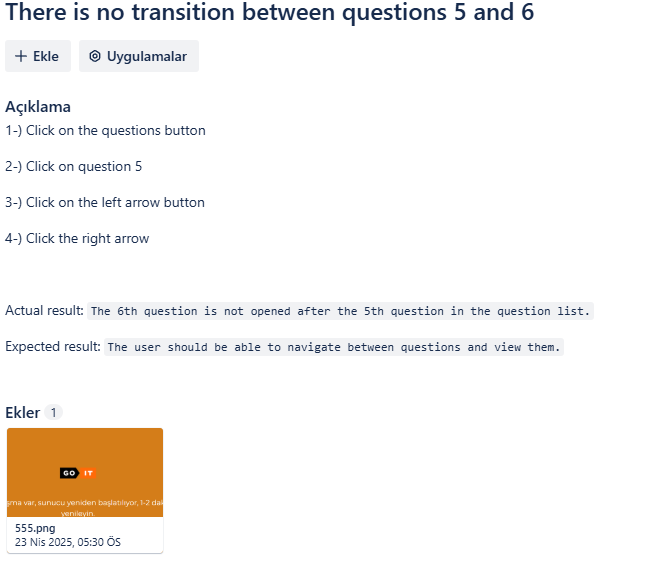 There is no transition between questions 5 and 6
+ Ekle Uygulamalar
Açıklama
1-) Click on the questions button
2-) Click on question 5
3-) Click on the left arrow button
4-) Click the right arrow
Actual result: The 6th question is not opened after the 5th question in the question list.
Expected result: The user should be able to navigate between questions and view them.
Ekler 1
GO IT
var, sunucu yeniden başlatılıyor, 1-2
yenileyin.
555.png
23 Nis 2025, 05:30 ÖS